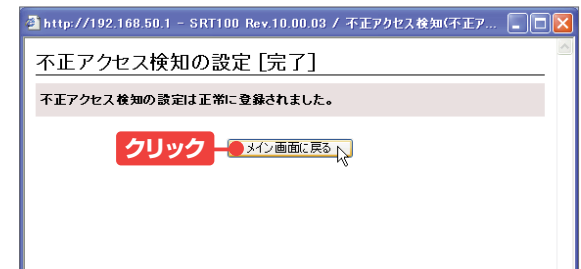 http://192.168.50.1 - SRT100 Rev.10.00.03 / 不正アクセス検知(不正ア...
不正アクセス検知の設定 [完了]
不正アクセス検知の設定は正常に登録されました。
クリック
メイン画面に戻る